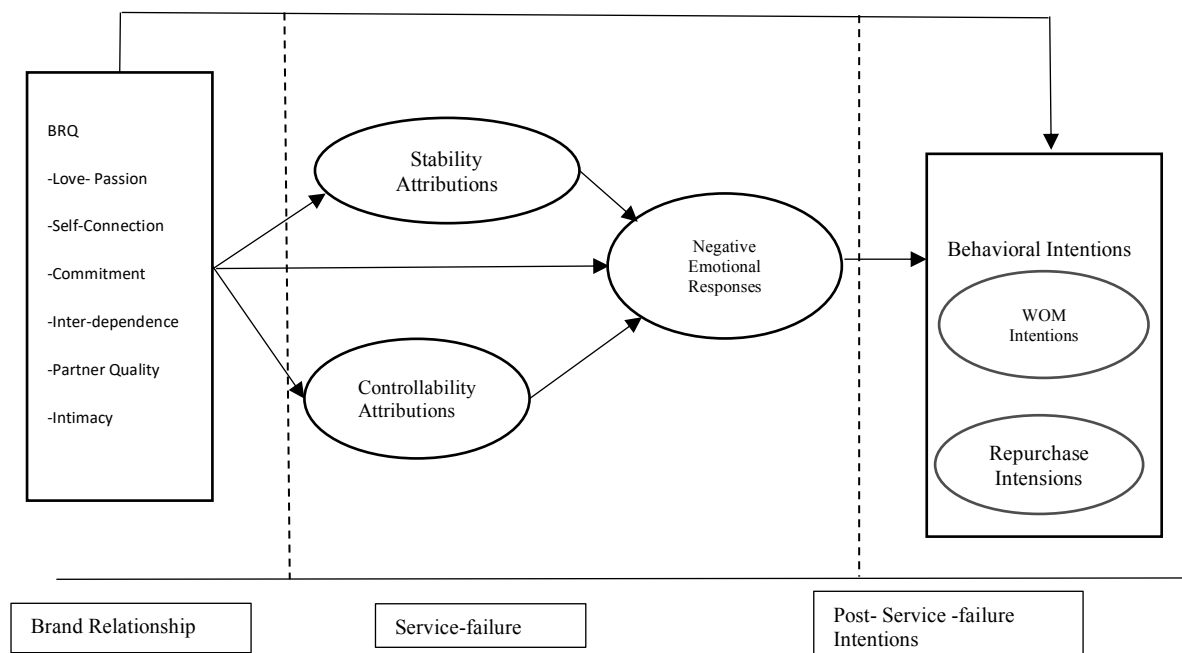 BRQ
-Love- Passion
-Self-Connection
-Commitment
-Inter-dependence
-Partner Quality
-Intimacy
Stability
Attributions
Controllability
Attributions
Negative
Emotional
Responses
Behavioral Intentions
WOM
Intentions
Repurchase
Intensions
Brand Relationship
Service-failure
Post- Service -failure
Intentions